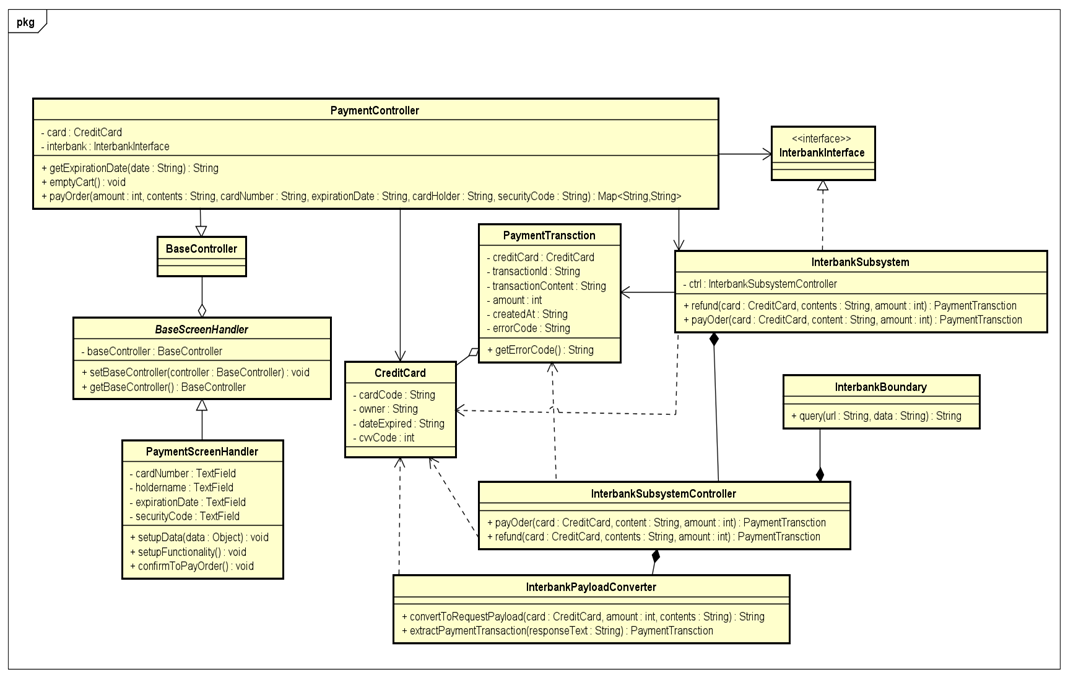 pkg
PaymentController
- card : CreditCard
- interbank : InterbankInterface
+ getExpirationDate(date : String) : String
+ emptyCart() : void
+ payOrder(amount : int, contents : String, cardNumber : String, expirationDate : String, cardHolder : String, securityCode : String) : Map<String,String>
<<interface>>
InterbankInterface
BaseController
PaymentTransction
- creditCard : CreditCard
- transactionId : String
- transactionContent : String
- amount : int
- createdAt : String
- errorCode : String
+ getErrorCode() : String
InterbankSubsystem
- ctrl : InterbankSubsystemController
+ refund(card : CreditCard, contents : String, amount : int) : PaymentTransction
+ payOder(card : CreditCard, content : String, amount : int) : PaymentTransction
BaseScreenHandler
- baseController : BaseController
+ setBaseController(controller : BaseController) : void
+ getBaseController() : BaseController
CreditCard
- cardCode : String
- owner : String
- dateExpired : String
- cvvCode : int
InterbankBoundary
+ query(url : String, data : String) : String
PaymentScreenHandler
- cardNumber : TextField
- holdername : TextField
- expirationDate : TextField
- securityCode : TextField
+ setupData(data : Object) : void
+ setupFunctionality() : void
+ confirmToPayOrder() : void
InterbankSubsystemController
+ payOder(card : CreditCard, content : String, amount : int) : PaymentTransction
+ refund(card : CreditCard, contents : String, amount : int) : PaymentTransction
InterbankPayloadConverter
+ convertToRequestPayload(card : CreditCard, amount : int, contents : String) : String
+ extractPaymentTransaction(responseText : String) : PaymentTransction